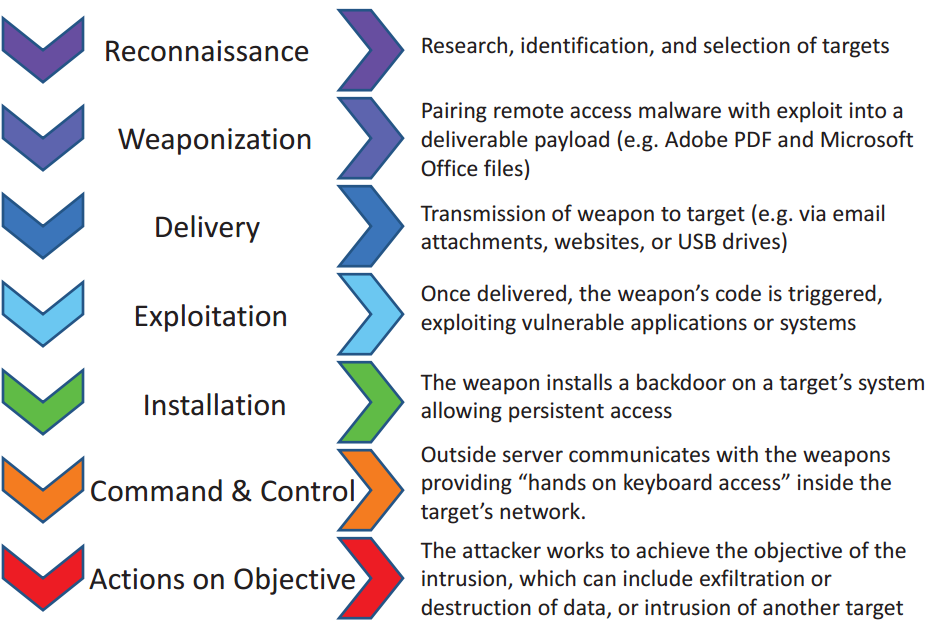 Reconnaissance
Research, identification, and selection of targets
Weaponization
Pairing remote access malware with exploit into a
deliverable payload (e.g. Adobe PDF and Microsoft
Office files)
Delivery
Transmission of weapon to target (e.g. via email
attachments, websites, or USB drives)
Exploitation
Once delivered, the weapon's code is triggered,
exploiting vulnerable applications or systems
Installation
The weapon installs a backdoor on a target's system
allowing persistent access
Command & Control
Outside server communicates with the weapons
providing “hands on keyboard access” inside the
target's network.
Actions on Objective
The attacker works to achieve the objective of the
intrusion, which can include exfiltration or
destruction of data, or intrusion of another target